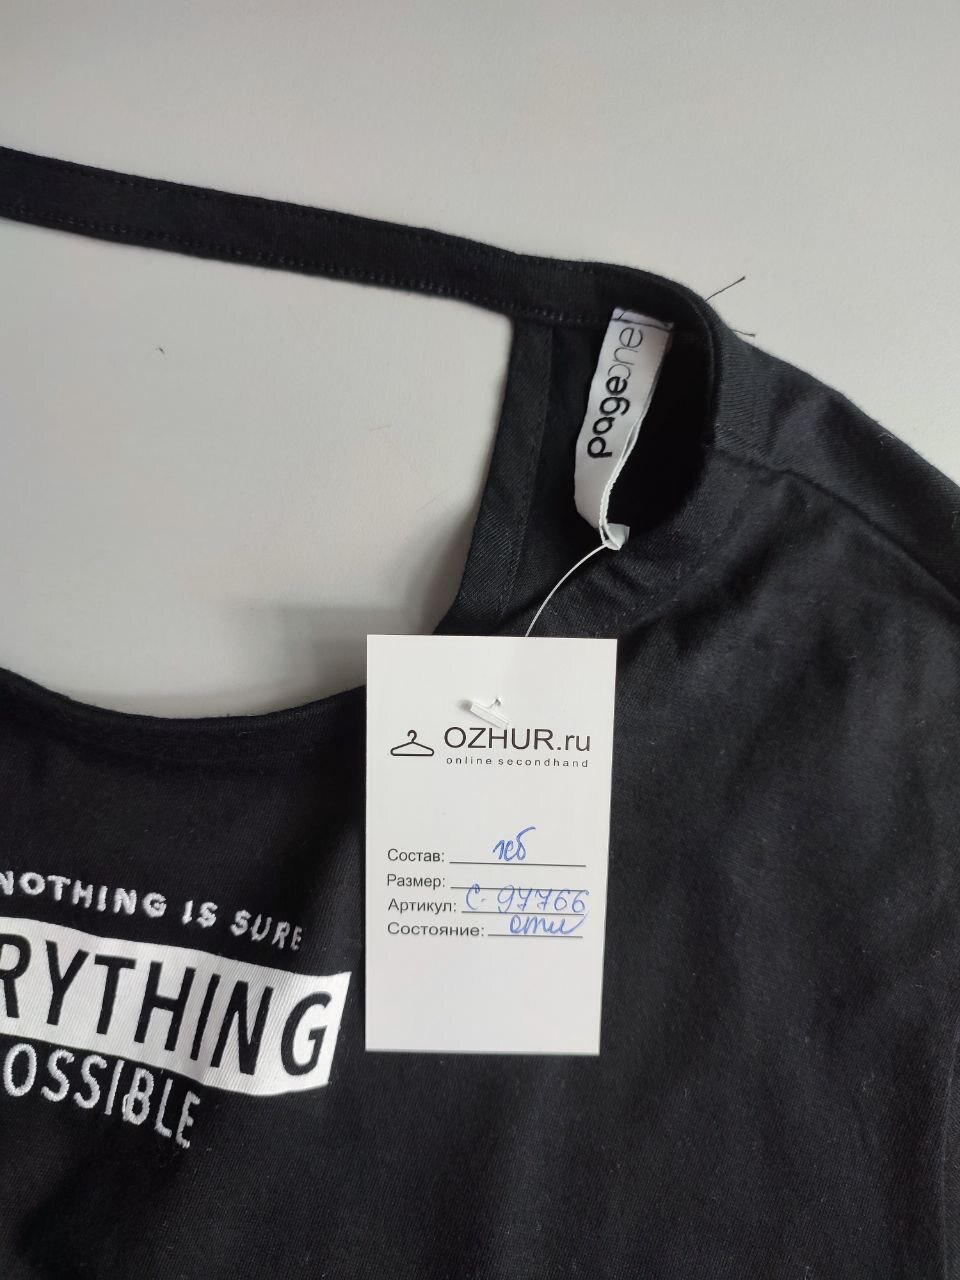 pageone
OZHUR.ru
online secondhand
Состав: хб
Размер:
Артикул: С-97766
Состояние: отл
NOTHING IS SURE
RYTHING
OSSIBLE